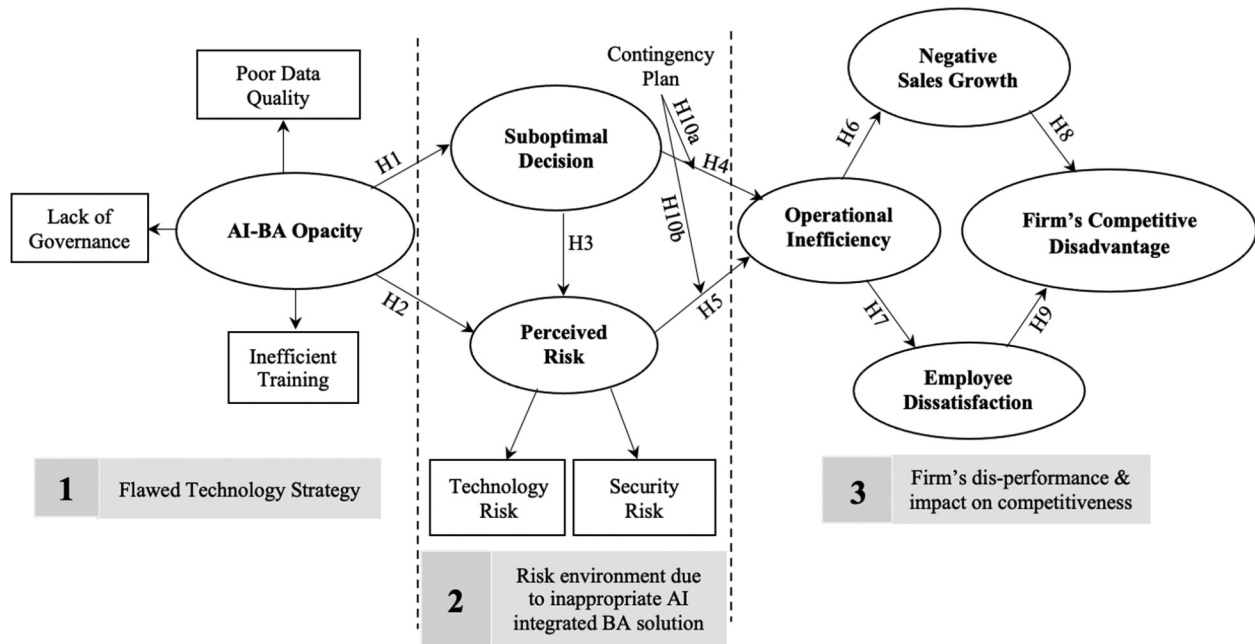 Poor Data
Quality
Lack of
Governance
AI-BA Opacity
Inefficient
Training
H1
H2
Suboptimal
Decision
H3
Perceived
Risk
Technology
Risk
Security
Risk
Contingency
Plan
H10a
H10b
H4
H5
Operational
Inefficiency
H6
H7
Negative
Sales Growth
Employee
Dissatisfaction
H8
H9
Firm's Competitive
Disadvantage
1
Flawed Technology Strategy
2
Risk environment due
to inappropriate AI
integrated BA solution
3
Firm's dis-performance &
impact on competitiveness